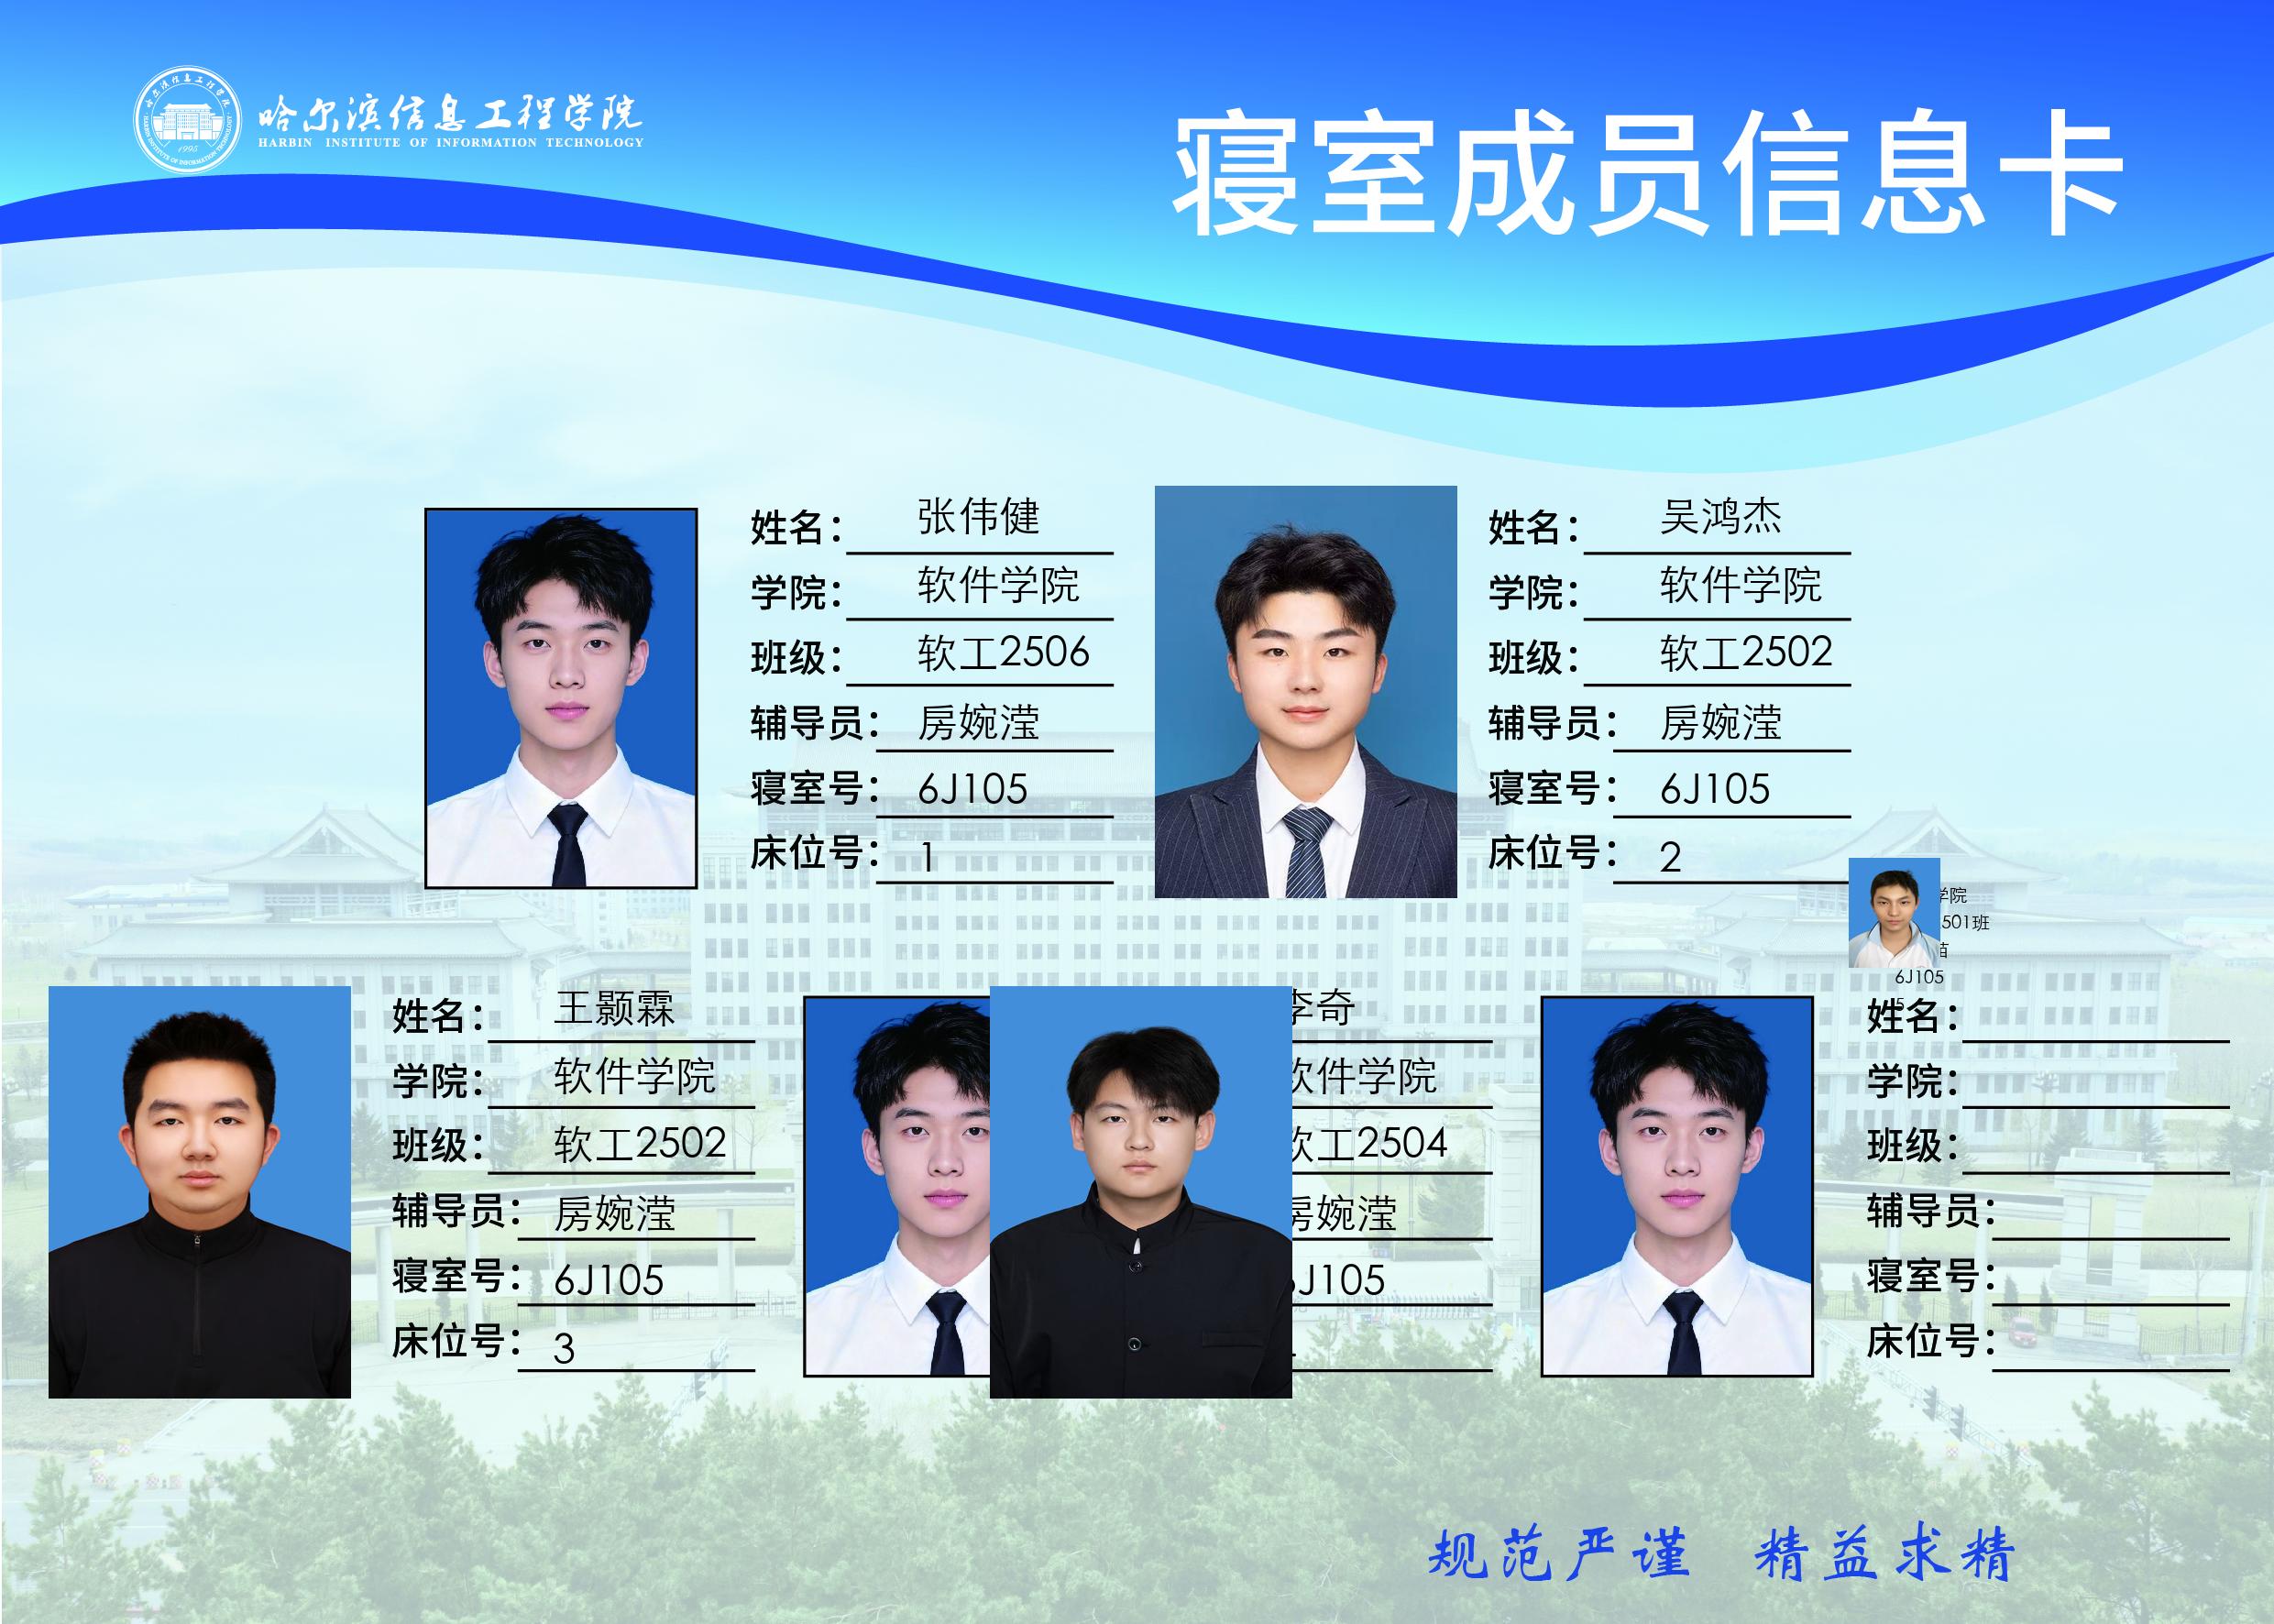 哈尔滨信息工程学院
HARBIN INSTITUTE OF INFORMATION TECHNOLOGY
1995
寝室成员信息卡
姓名： 张伟健
学院： 软件学院
班级： 软工2506
辅导员： 房婉滢
寝室号： 6J105
床位号： 1
姓名： 吴鸿杰
学院： 软件学院
班级： 软工2502
辅导员： 房婉滢
寝室号： 6J105
床位号： 2
姓名： 王颢霖
学院： 软件学院
班级： 软工2502
辅导员： 房婉滢
寝室号： 6J105
床位号： 3
李奇
件学院
工2504
房婉滢
J105
学院
501班
苗
6J105
5
姓名：
学院：
班级：
辅导员：
寝室号：
床位号：
规范严谨 精益求精